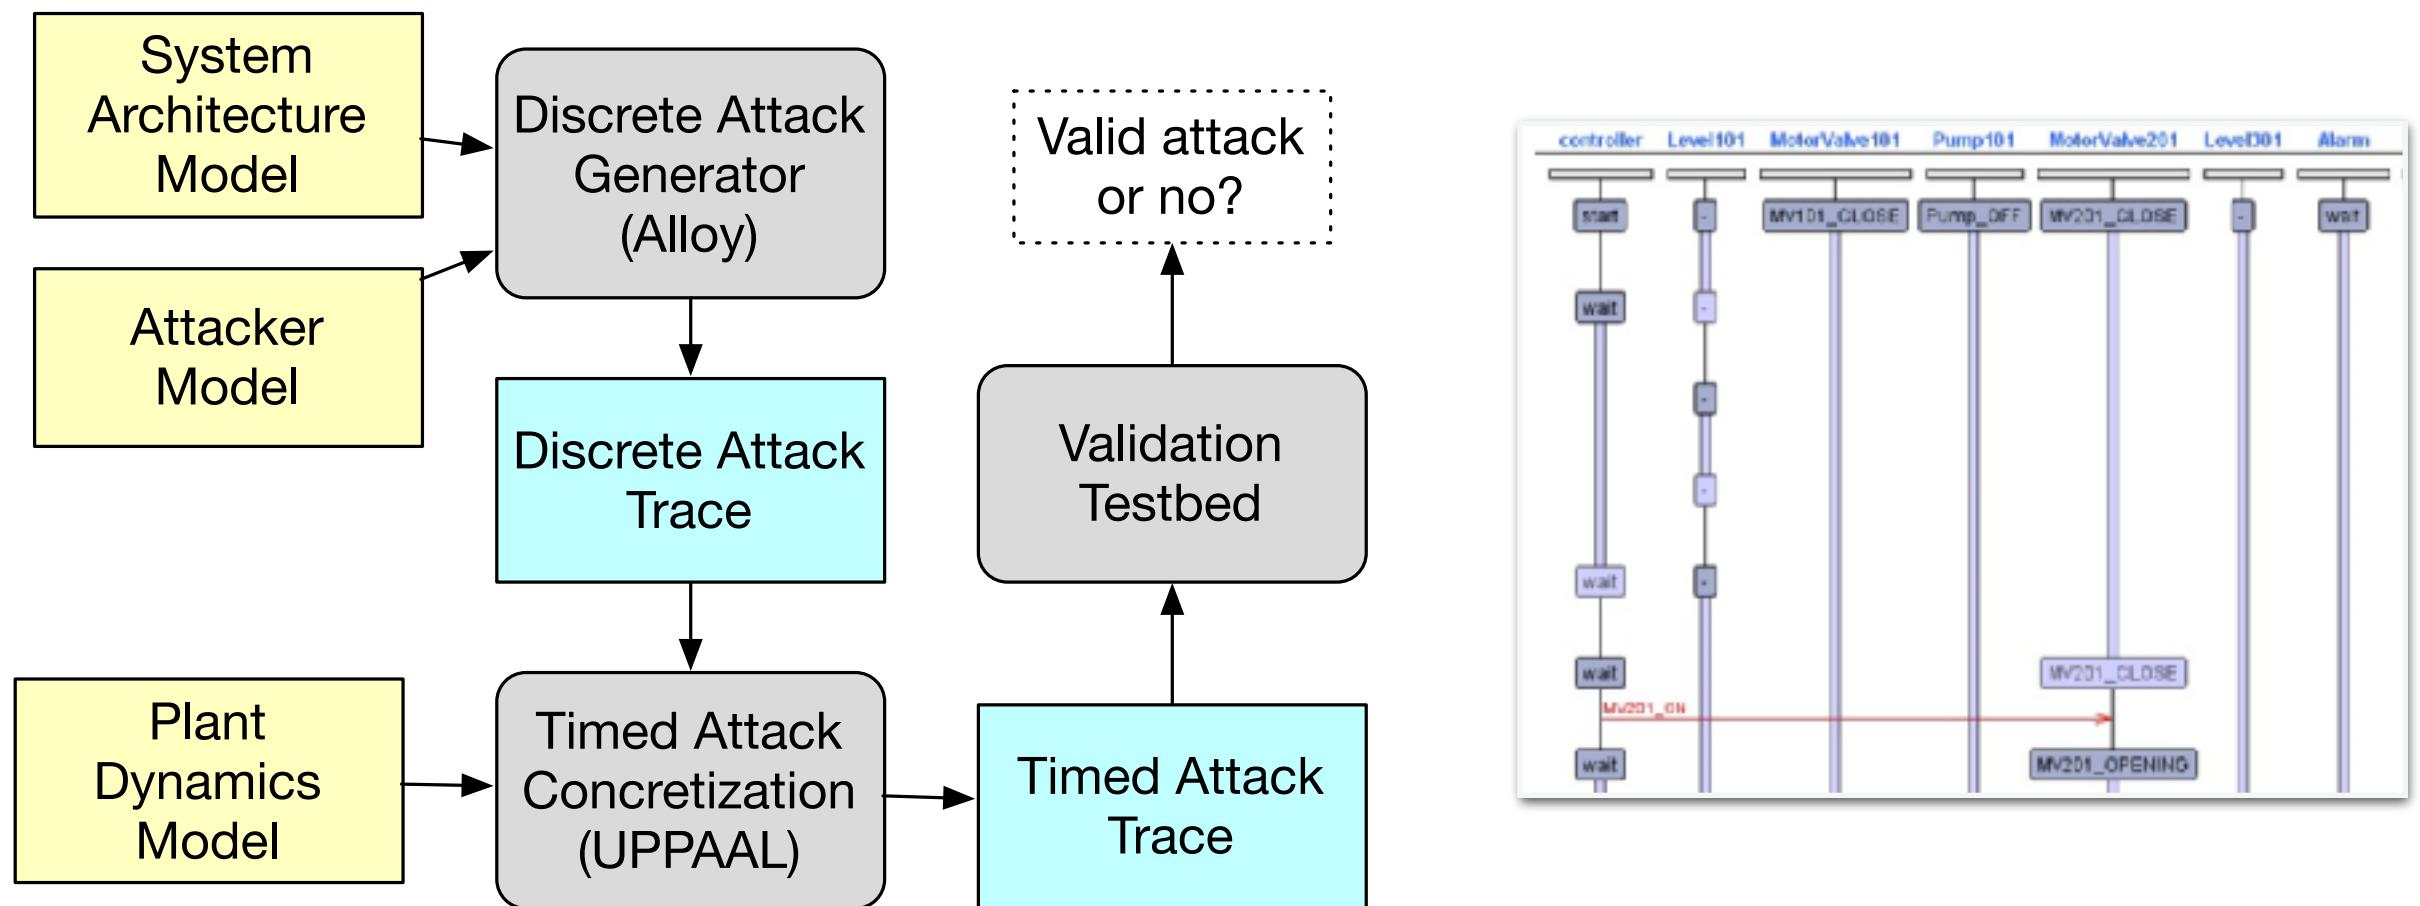 System
Architecture
Model
Attacker
Model
Plant
Dynamics
Model
Discrete Attack
Generator
(Alloy)
Discrete Attack
Trace
Timed Attack
Concretization
(UPPAAL)
Valid attack
or no?
Validation
Testbed
Timed Attack
Trace
controller Level101 MotorValve101 Pump101 MotorValve201 Level301 Alarm
start - MV101_CLOSE Pump_OFF MV201_CLOSE - wait
wait -
-
-
wait -
wait MV201_CLOSE
MV201_ON
wait MV201_OPENING